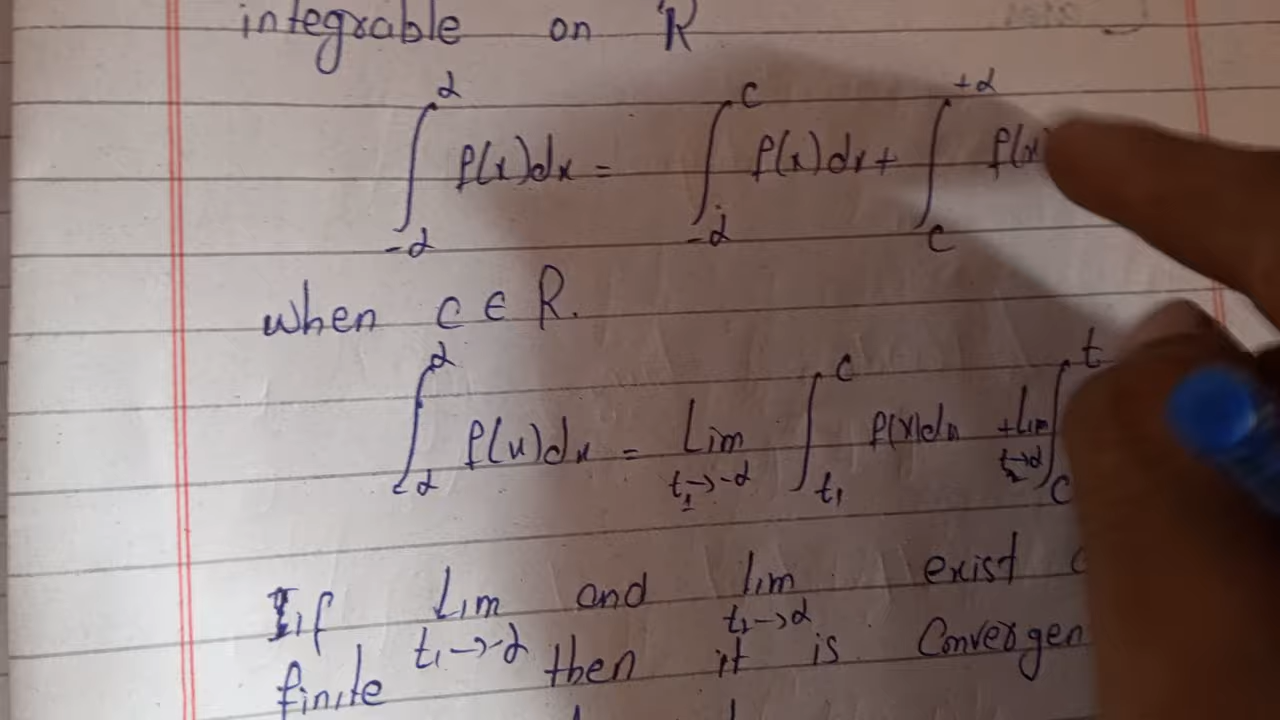 integrable on R
∫_{-∞}^{∞} f(x)dx = ∫_{-∞}^{c} f(x)dx + ∫_{c}^{+∞} f(x)
when c ∈ R.
∫_{-∞}^{∞} f(x)dx = Lim_{t₁→-∞} ∫_{t₁}^{c} f(x)dx + Lim_{t₂→∞} ∫_{c}^{t}
If Lim_{t₁→-∞} and lim_{t₂→∞} exist
finite then it is Convergen